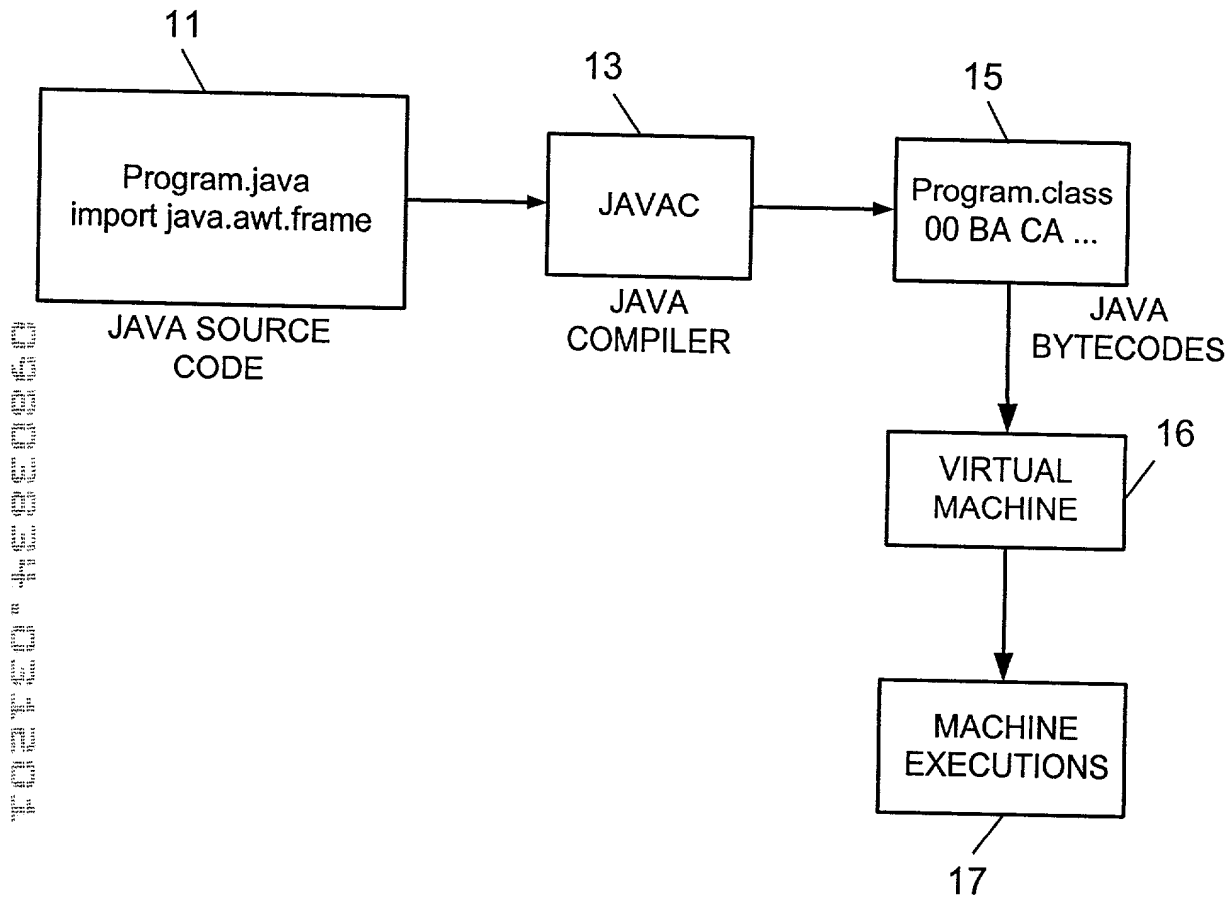 11
13
15
Program.java
import java.awt.frame
JAVAC
Program.class
00 BA CA ...
JAVA SOURCE
CODE
JAVA
COMPILER
JAVA
BYTECODES
16
VIRTUAL
MACHINE
MACHINE
EXECUTIONS
17